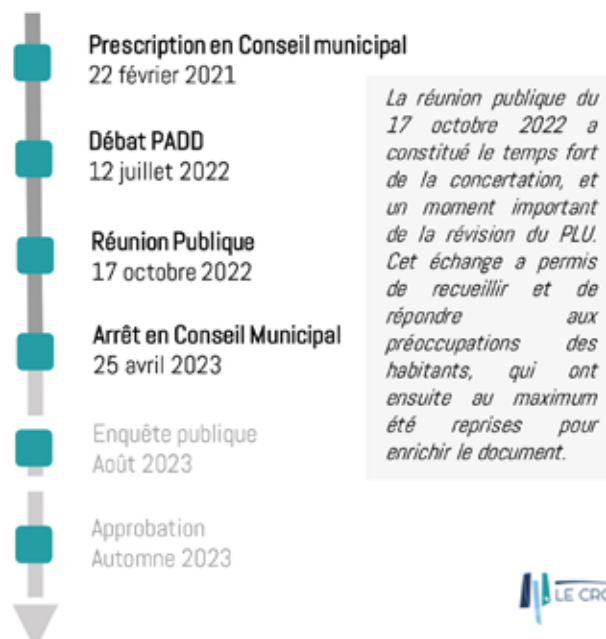 Prescription en Conseil municipal
22 février 2021
Débat PADD
12 juillet 2022
Réunion Publique
17 octobre 2022
Arrêt en Conseil Municipal
25 avril 2023
Enquête publique
Août 2023
Approbation
Automne 2023
La réunion publique du
17 octobre 2022 a
constitué le temps fort
de la concertation, et
un moment important
de la révision du PLU.
Cet échange a permis
de recueillir et de
répondre aux
préoccupations des
habitants, qui ont
ensuite au maximum
été reprises pour
enrichir le document.
LE CRO